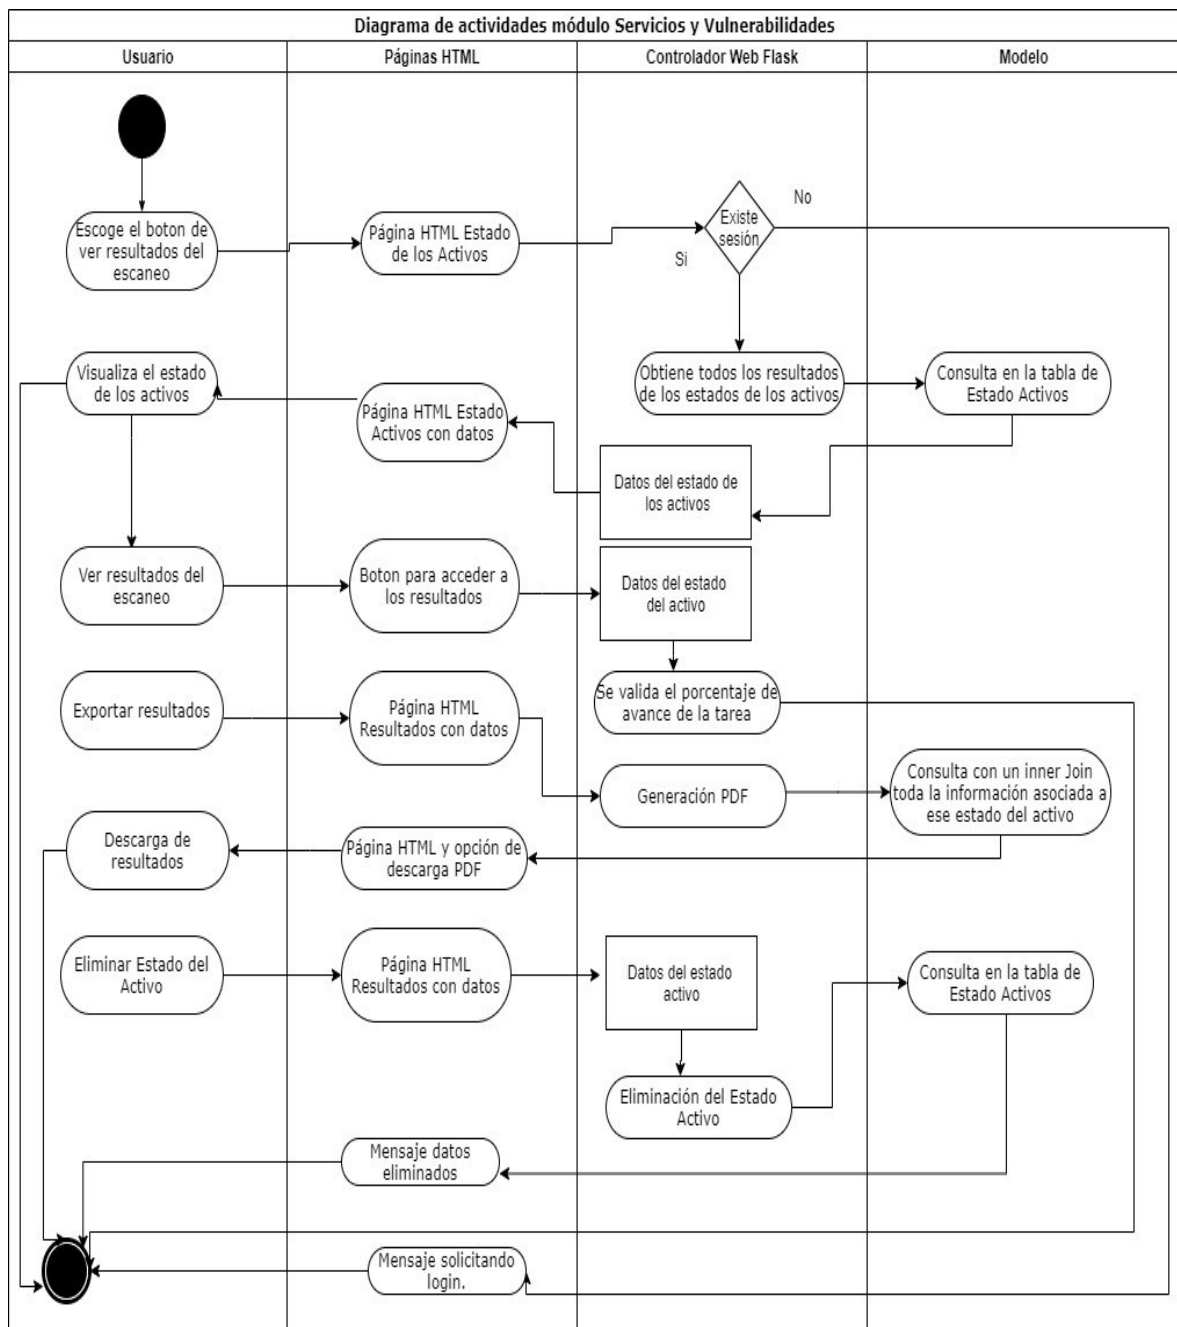 Diagrama de actividades módulo Servicios y Vulnerabilidades
Usuario
Páginas HTML
Controlador Web Flask
Modelo
Escoge el boton de
ver resultados del
escaneo
Página HTML Estado
de los Activos
Existe
sesión
No
Si
Visualiza el estado
de los activos
Página HTML Estado
Activos con datos
Obtiene todos los resultados
de los estados de los activos
Consulta en la tabla de
Estado Activos
Datos del estado de
los activos
Ver resultados del
escaneo
Boton para acceder a
los resultados
Datos del estado
del activo
Exportar resultados
Página HTML
Resultados con datos
Se valida el porcentaje de
avance de la tarea
Generación PDF
Consulta con un inner Join
toda la información asociada a
ese estado del activo
Descarga de
resultados
Página HTML y opción de
descarga PDF
Eliminar Estado del
Activo
Página HTML
Resultados con datos
Datos del estado
activo
Consulta en la tabla de
Estado Activos
Eliminación del Estado
Activo
Mensaje datos
eliminados
Mensaje solicitando
login.